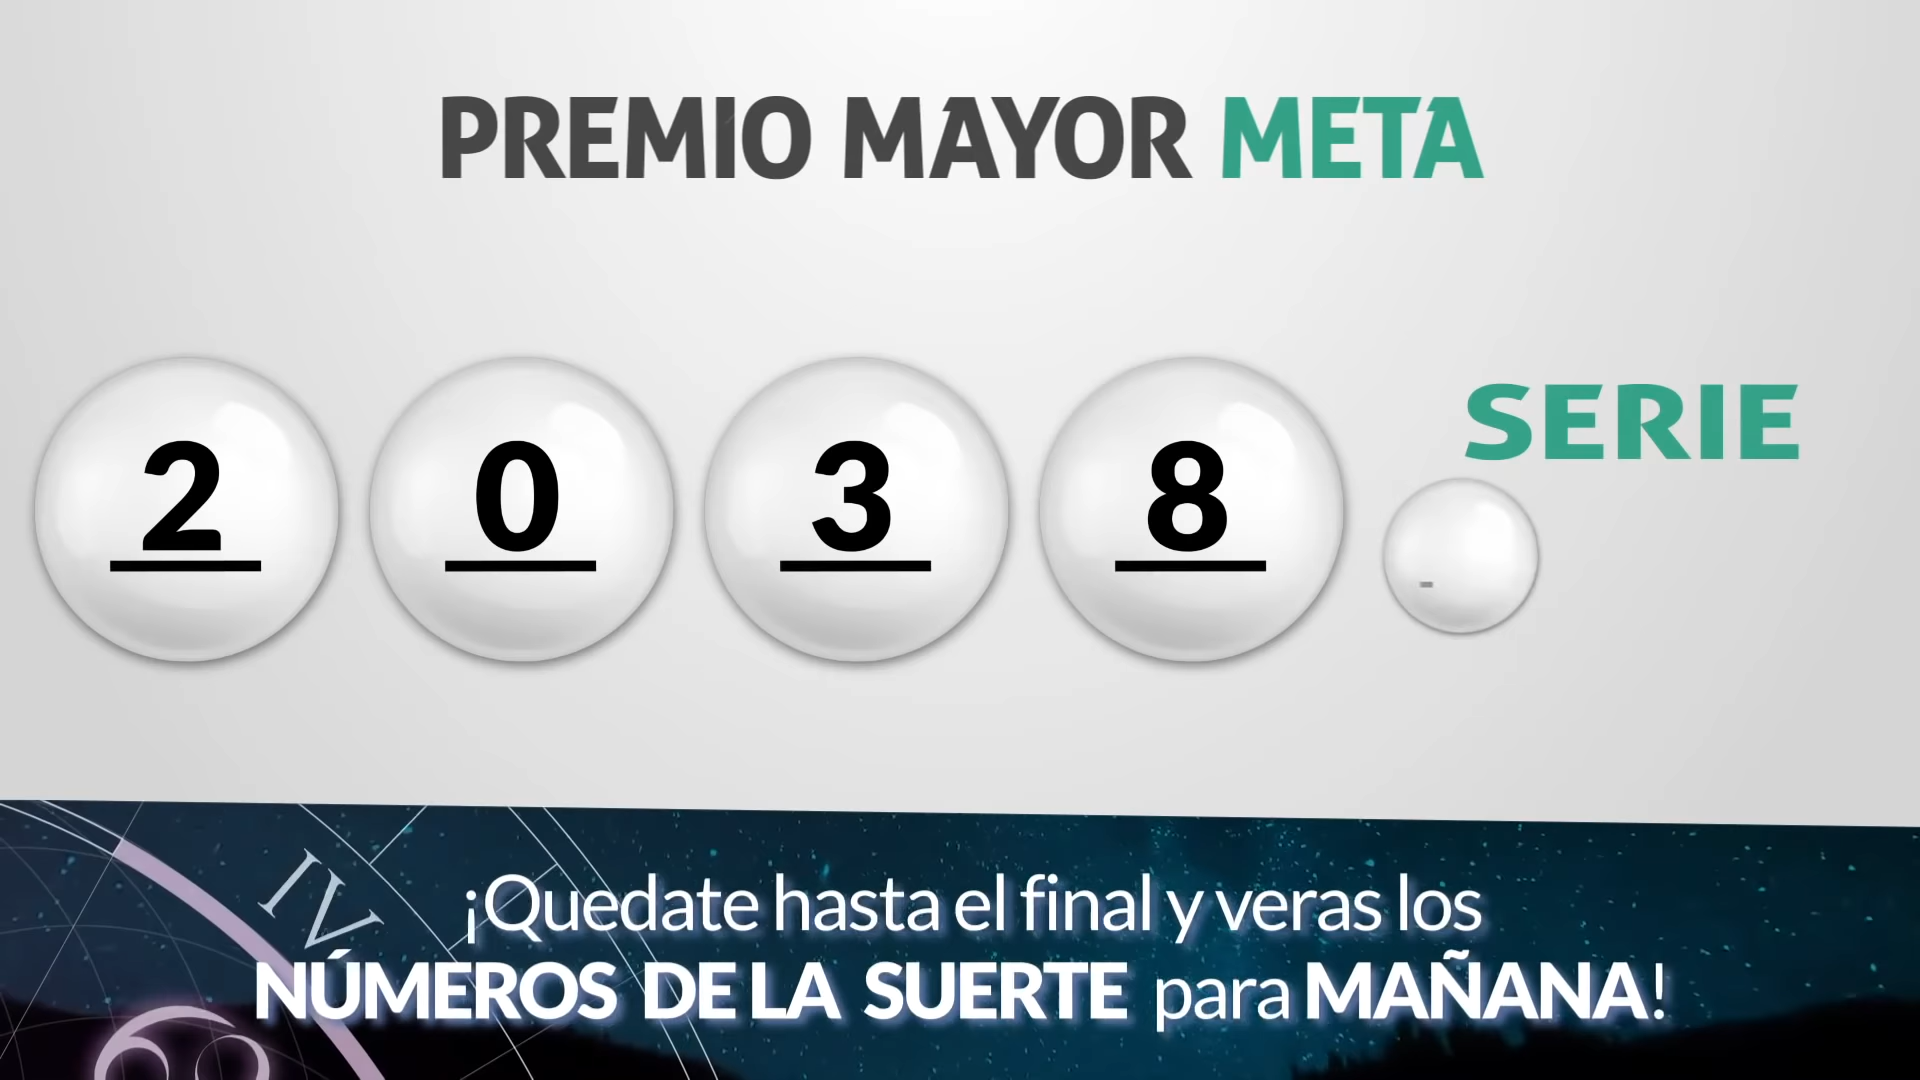 PREMIO MAYOR META
2 0 3 8
SERIE
IV
¡Quedate hasta el final y veras los
NÚMEROS DE LA SUERTE para MAÑANA!